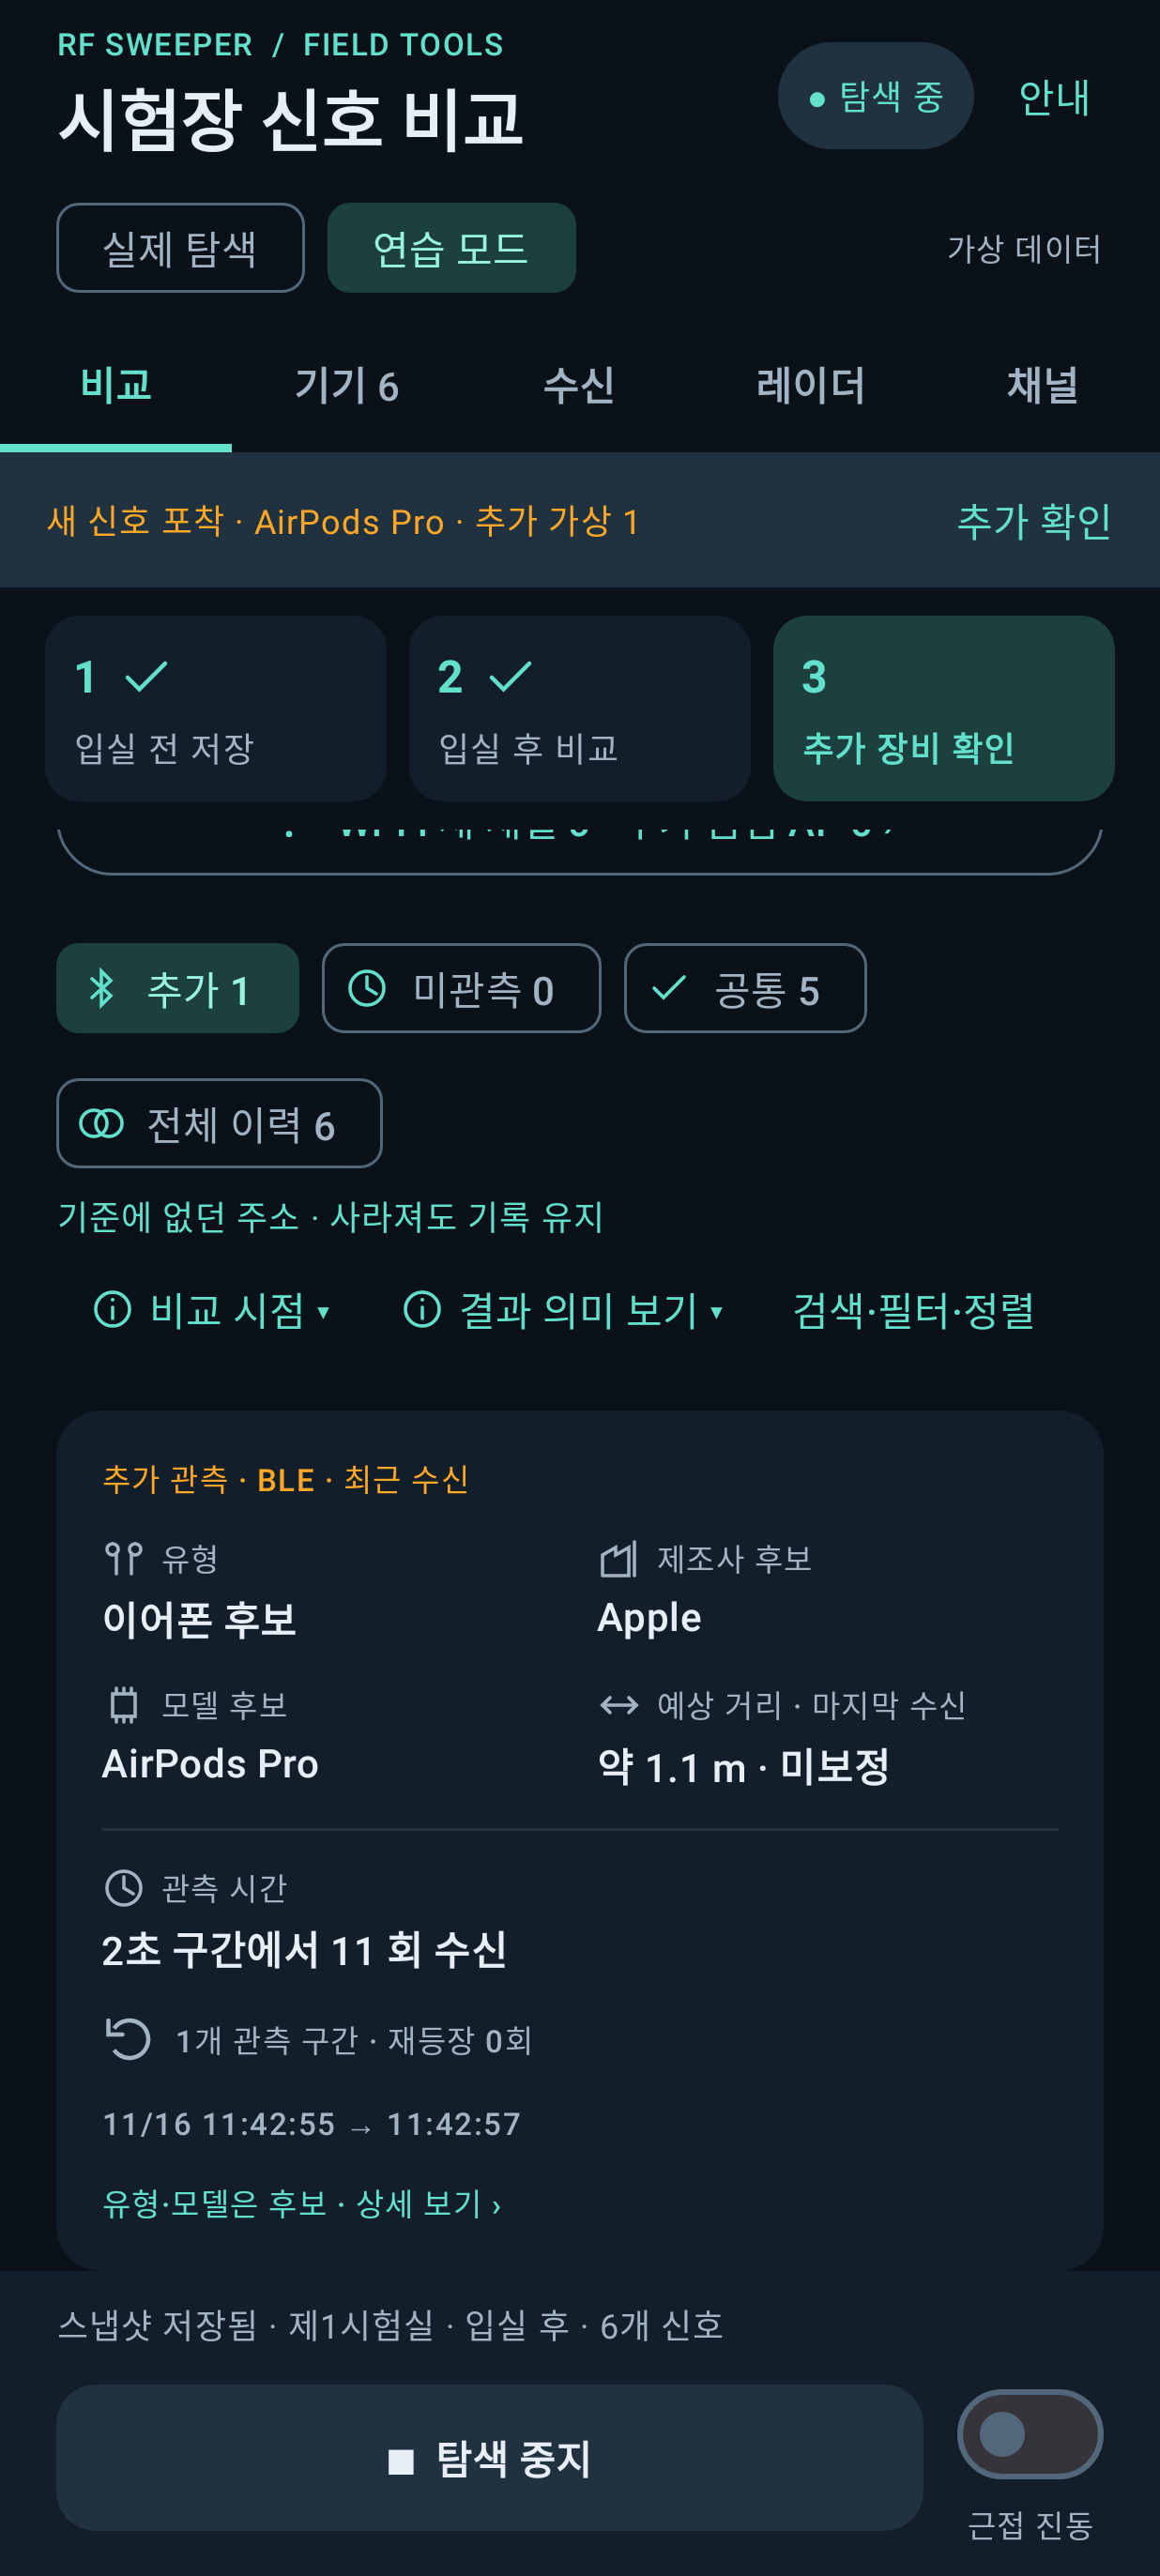 RF SWEEPER / FIELD TOOLS
시험장 신호 비교
● 탐색 중
안내
실제 탐색
연습 모드
가상 데이터
비교
기기 6
수신
레이더
채널
새 신호 포착 · AirPods Pro · 추가 가상 1
추가 확인
1
입실 전 저장
2
입실 후 비교
3
추가 장비 확인
추가 1
미관측 0
공통 5
전체 이력 6
기준에 없던 주소 · 사라져도 기록 유지
비교 시점 ▾
결과 의미 보기 ▾
검색·필터·정렬
추가 관측 · BLE · 최근 수신
유형
이어폰 후보
제조사 후보
Apple
모델 후보
AirPods Pro
예상 거리 · 마지막 수신
약 1.1 m · 미보정
관측 시간
2초 구간에서 11 회 수신
1개 관측 구간 · 재등장 0회
11/16 11:42:55 → 11:42:57
유형·모델은 후보 · 상세 보기 ›
스냅샷 저장됨 · 제1시험실 · 입실 후 · 6개 신호
■ 탐색 중지
근접 진동